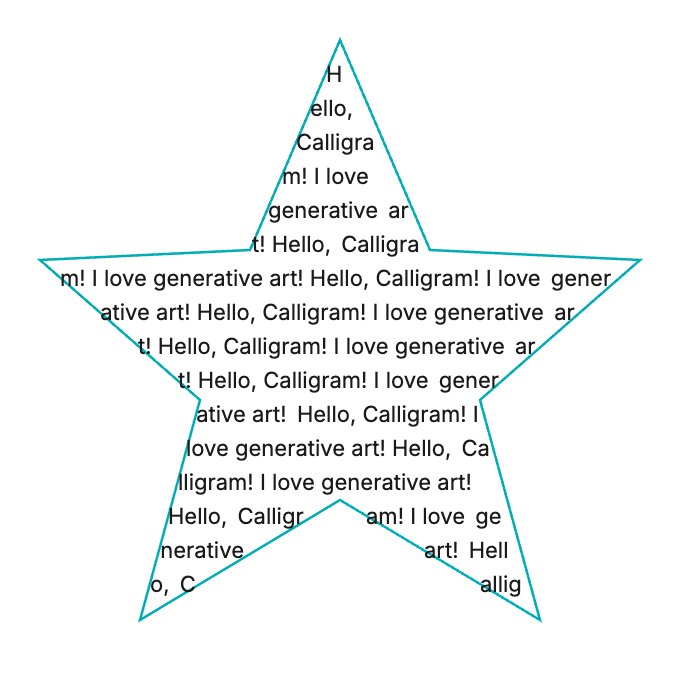 H
ello,
Calligra
m! I love
generative ar
t! Hello, Calligra
m! I love generative art! Hello, Calligram! I love gener
ative art! Hello, Calligram! I love generative ar
t! Hello, Calligram! I love generative ar
t! Hello, Calligram! I love gener
ative art! Hello, Calligram! I
love generative art! Hello, Ca
lligram! I love generative art!
Hello, Calligr am! I love ge
nerative art! Hell
o, C allig